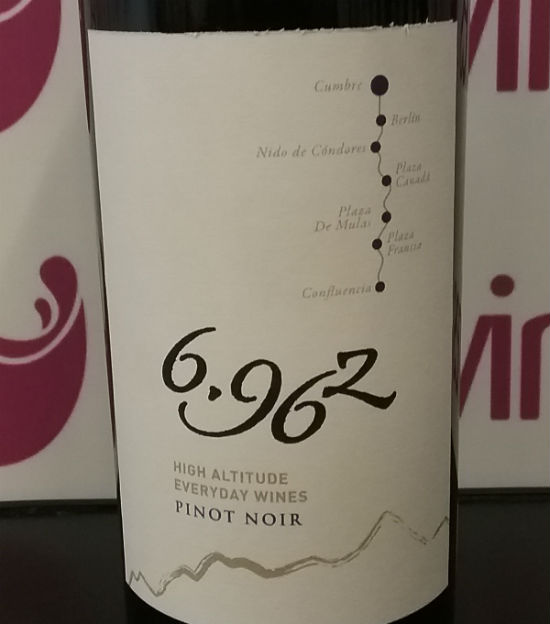 Cumbre
Berlín
Nido de Cóndores
Plaza
Canadá
Plaza
De Mulas
Plaza
Francia
Confluencia
6.962
HIGH ALTITUDE
EVERYDAY WINES
PINOT NOIR